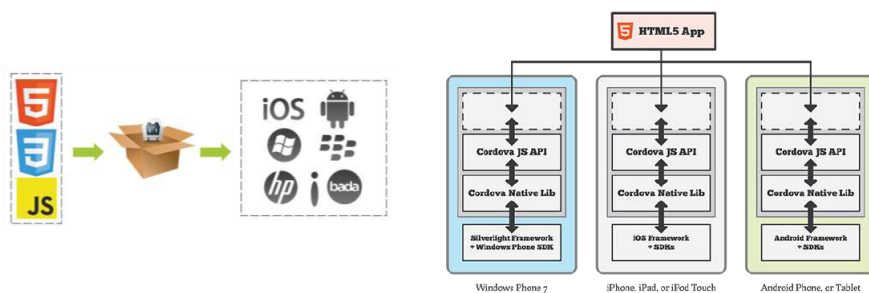 5
3
JS
iOS
hp
i
bada
5 HTML5 App
Cordova JS API
Cordova Native Lib
Silverlight Framework
+ Windows Phone SDK
Windows Phone 7
Cordova JS API
Cordova Native Lib
iOS Framework
+ SDKs
iPhone, iPad, or iPod Touch
Cordova JS API
Cordova Native Lib
Android Framework
+ SDKs
Android Phone, or Tablet